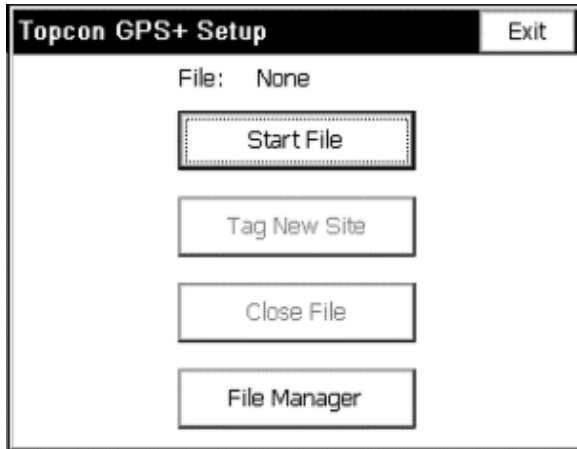 Topcon GPS+ Setup Exit
File: None
Start File
Tag New Site
Close File
File Manager